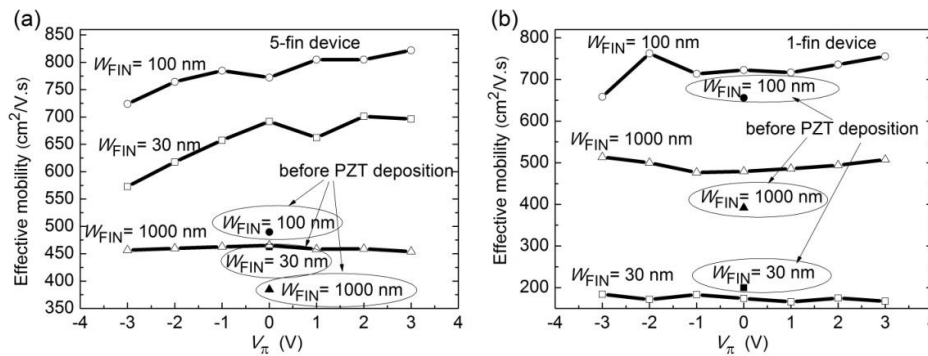 (a)
850
800
750
700
650
600
550
500
450
400
350
Effective mobility (cm²/V.s)
5-fin device
W_FIN= 100 nm
W_FIN= 30 nm
before PZT deposition
W_FIN= 100 nm
W_FIN= 1000 nm
W_FIN= 30 nm
W_FIN= 1000 nm
-4 -3 -2 -1 0 1 2 3 4
V_π (V)
(b)
1000
900
800
700
600
500
400
300
200
Effective mobility (cm²/V.s)
W_FIN= 100 nm
1-fin device
W_FIN= 100 nm
before PZT deposition
W_FIN= 1000 nm
W_FIN= 1000 nm
W_FIN= 30 nm
W_FIN= 30 nm
-4 -3 -2 -1 0 1 2 3 4
V_π (V)